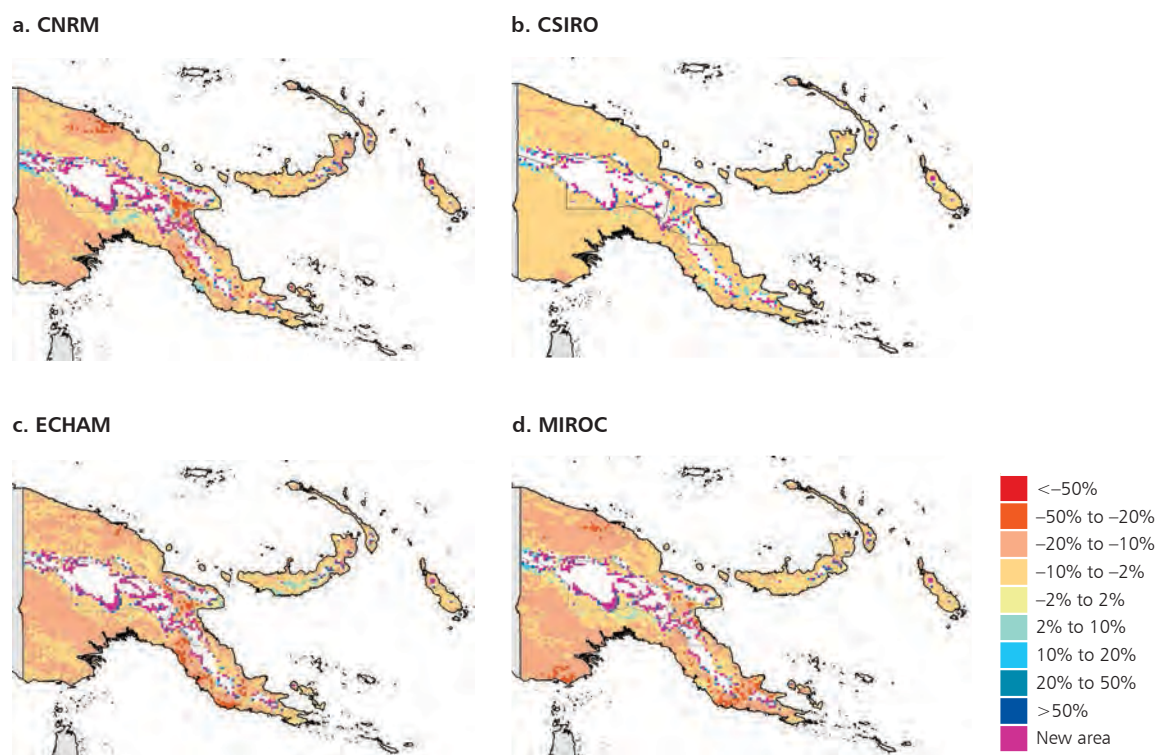 a. CNRM
b. CSIRO
c. ECHAM
d. MIROC
<–50%
–50% to –20%
–20% to –10%
–10% to –2%
–2% to 2%
2% to 10%
10% to 20%
20% to 50%
>50%
New area